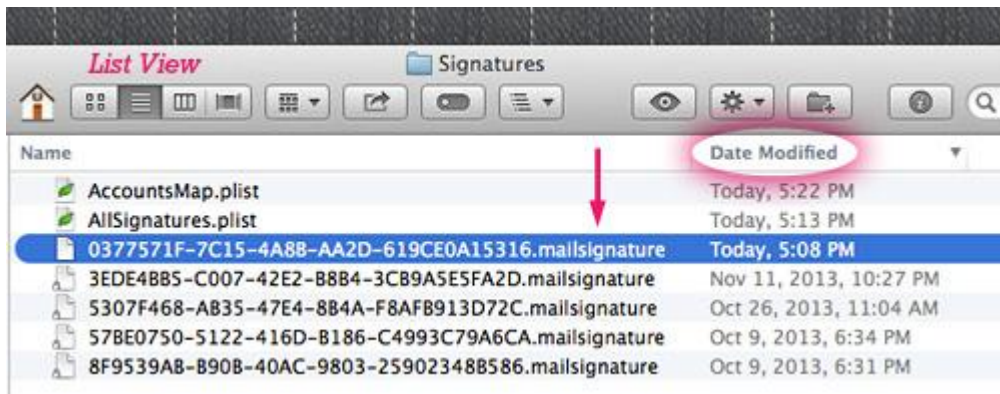 List View
Signatures
Name Date Modified
AccountsMap.plist Today, 5:22 PM
AllSignatures.plist Today, 5:13 PM
0377571F-7C15-4A8B-AA2D-619CE0A15316.mailsignature Today, 5:08 PM
3EDE4BB5-C007-42E2-B8B4-3CB9A5E5FA2D.mailsignature Nov 11, 2013, 10:27 PM
5307F468-AB35-47E4-8B4A-F8AFB913D72C.mailsignature Oct 26, 2013, 11:04 AM
57BE0750-5122-416D-B186-C4993C79A6CA.mailsignature Oct 9, 2013, 6:34 PM
8F9539AB-B90B-40AC-9803-25902348B586.mailsignature Oct 9, 2013, 6:31 PM